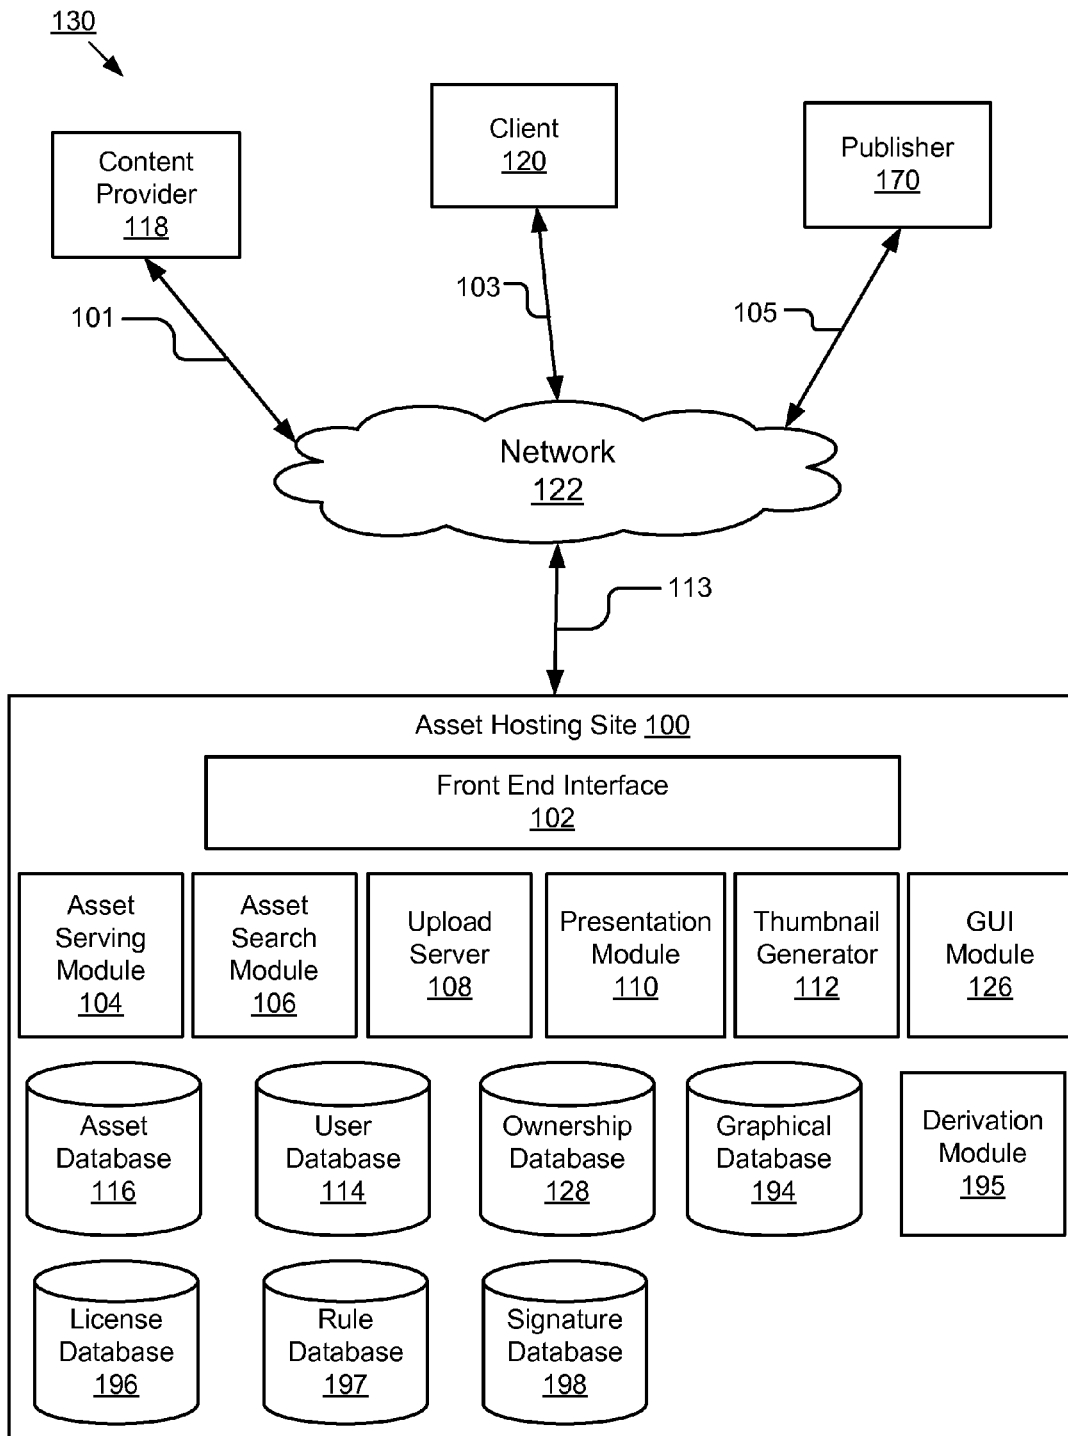 130
Content
Provider
118
Client
120
Publisher
170
101
103
105
Network
122
113
Asset Hosting Site 100
Front End Interface
102
Asset
Serving
Module
104
Asset
Search
Module
106
Upload
Server
108
Presentation
Module
110
Thumbnail
Generator
112
GUI
Module
126
Asset
Database
116
User
Database
114
Ownership
Database
128
Graphical
Database
194
Derivation
Module
195
License
Database
196
Rule
Database
197
Signature
Database
198